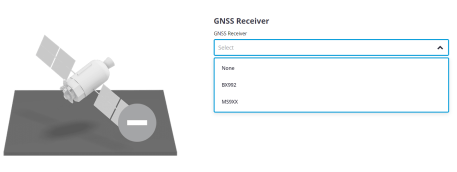 GNSS Receiver
GNSS Receiver
Select
None
BX992
MS9XX